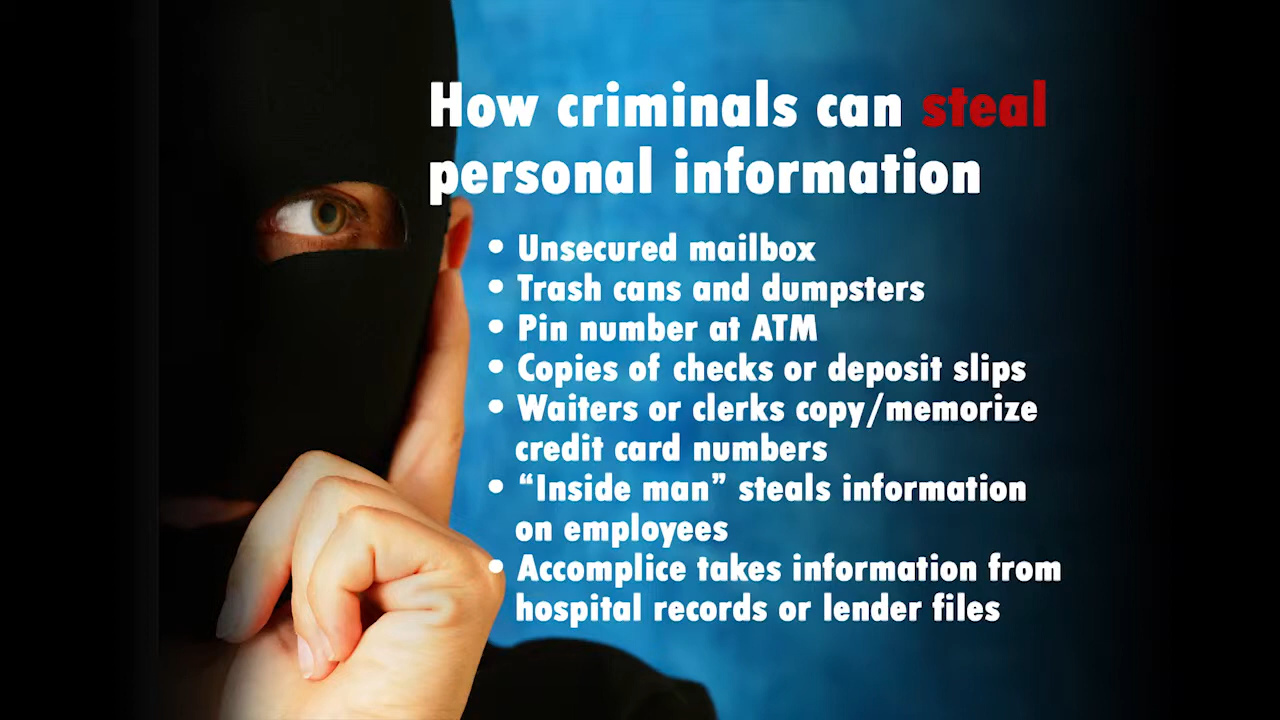 How criminals can steal
personal information
• Unsecured mailbox
• Trash cans and dumpsters
• Pin number at ATM
• Copies of checks or deposit slips
• Waiters or clerks copy/memorize
credit card numbers
• “Inside man” steals information
on employees
• Accomplice takes information from
hospital records or lender files